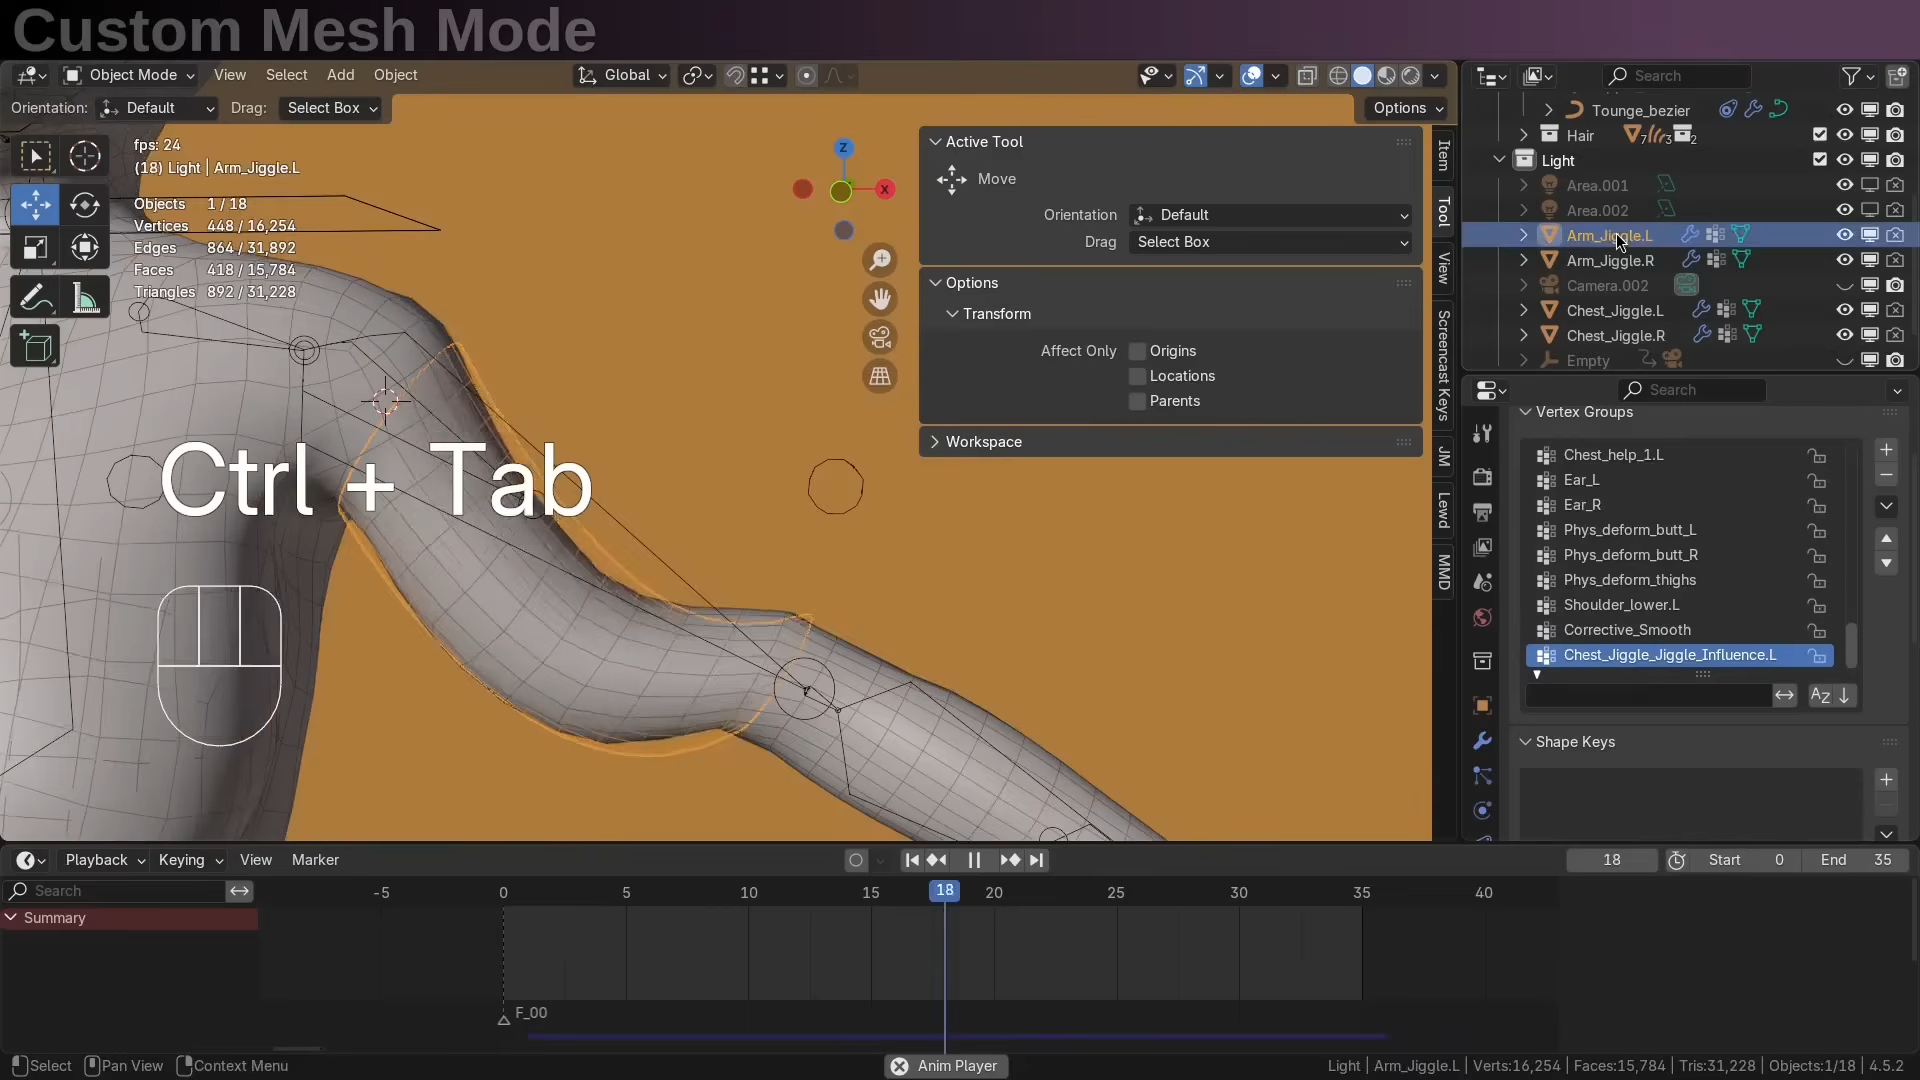 Custom Mesh Mode
Object Mode View Select Add Object Global
Orientation: Default Drag: Select Box Options
fps: 24
(18) Light | Arm_Jiggle.L
Objects 1 / 18
Vertices 448 / 16,254
Edges 864 / 31,892
Faces 418 / 15,784
Triangles 892 / 31,228
Z
X
Ctrl + Tab
Active Tool
Move
Orientation Default
Drag Select Box
Options
Transform
Affect Only Origins
Locations
Parents
Workspace
Item
Tool
View
Screencast Keys
JM
Lewd
MMD
Search
Tounge_bezier
Hair 7 3 2
Light
Area.001
Area.002
Arm_Jiggle.L
Arm_Jiggle.R
Camera.002
Chest_Jiggle.L
Chest_Jiggle.R
Empty
Search
Vertex Groups
Chest_help_1.L
Ear_L
Ear_R
Phys_deform_butt_L
Phys_deform_butt_R
Phys_deform_thighs
Shoulder_lower.L
Corrective_Smooth
Chest_Jiggle_Jiggle_Influence.L
AZ
Shape Keys
Playback Keying View Marker 18 Start 0 End 35
Search -5 0 5 10 15 18 20 25 30 35 40
Summary
F_00
Select Pan View Context Menu Anim Player Light | Arm_Jiggle.L | Verts:16,254 | Faces:15,784 | Tris:31,228 | Objects:1/18 | 4.5.2